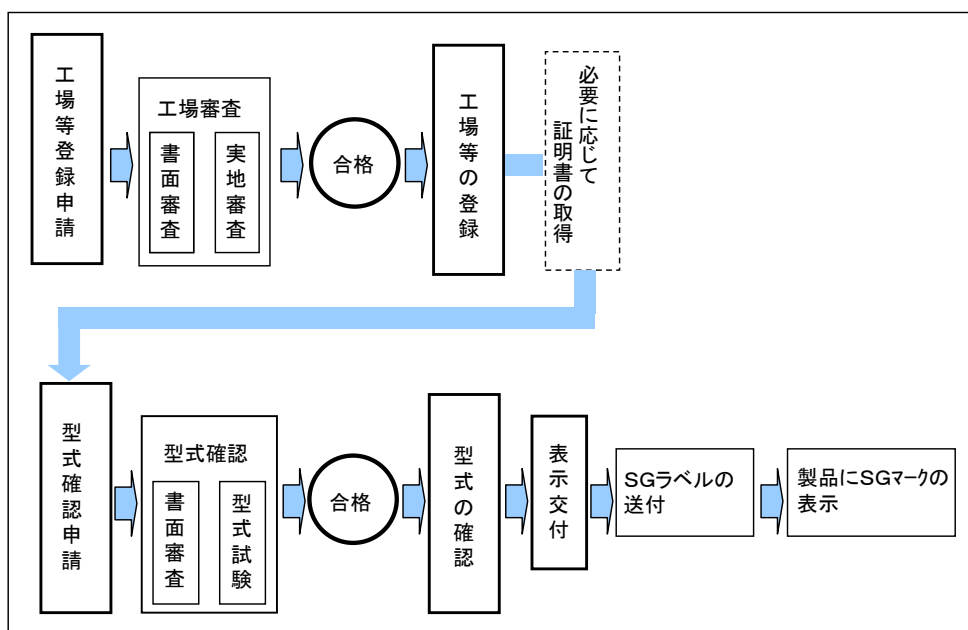 工場等登録申請
工場審査
書面審査
実地審査
合格
工場等の登録
必要に応じて
証明書の取得
型式確認申請
型式確認
書面審査
型式試験
合格
型式の確認
表示交付
SGラベルの
送付
製品にSGマークの
表示